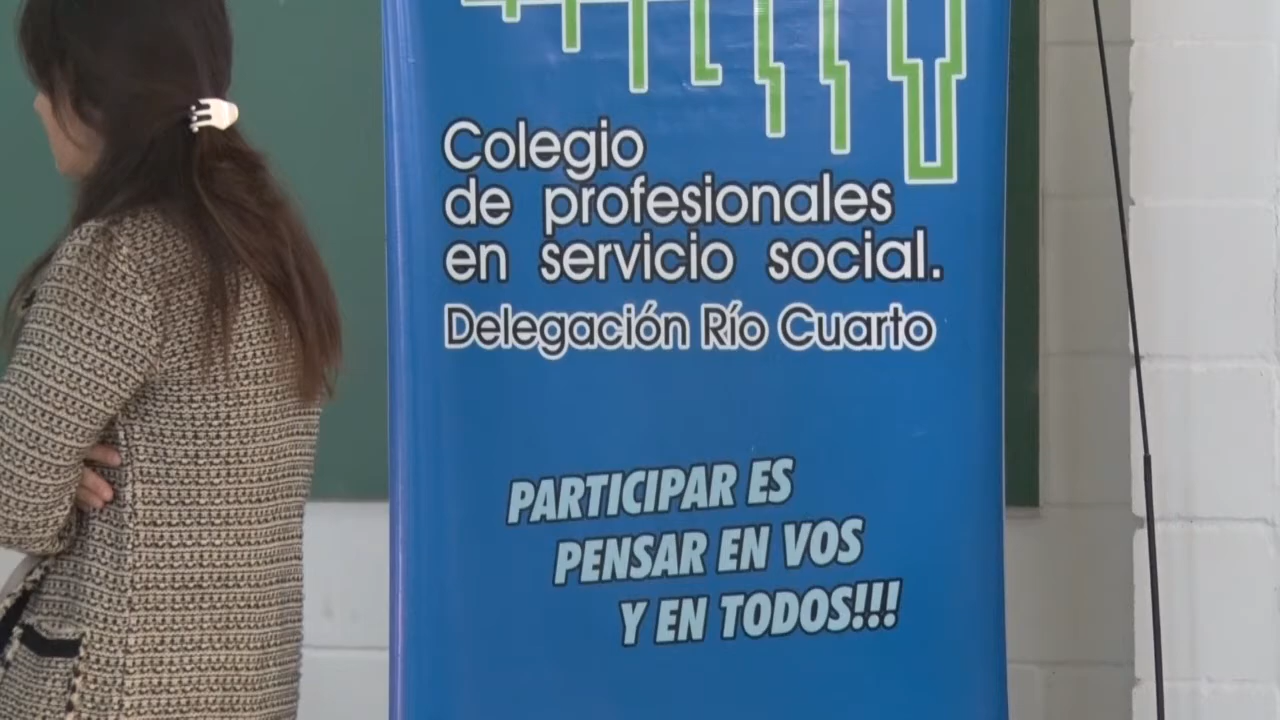 Colegio
de profesionales
en servicio social.
Delegación Río Cuarto
PARTICIPAR ES
PENSAR EN VOS
Y EN TODOS!!!